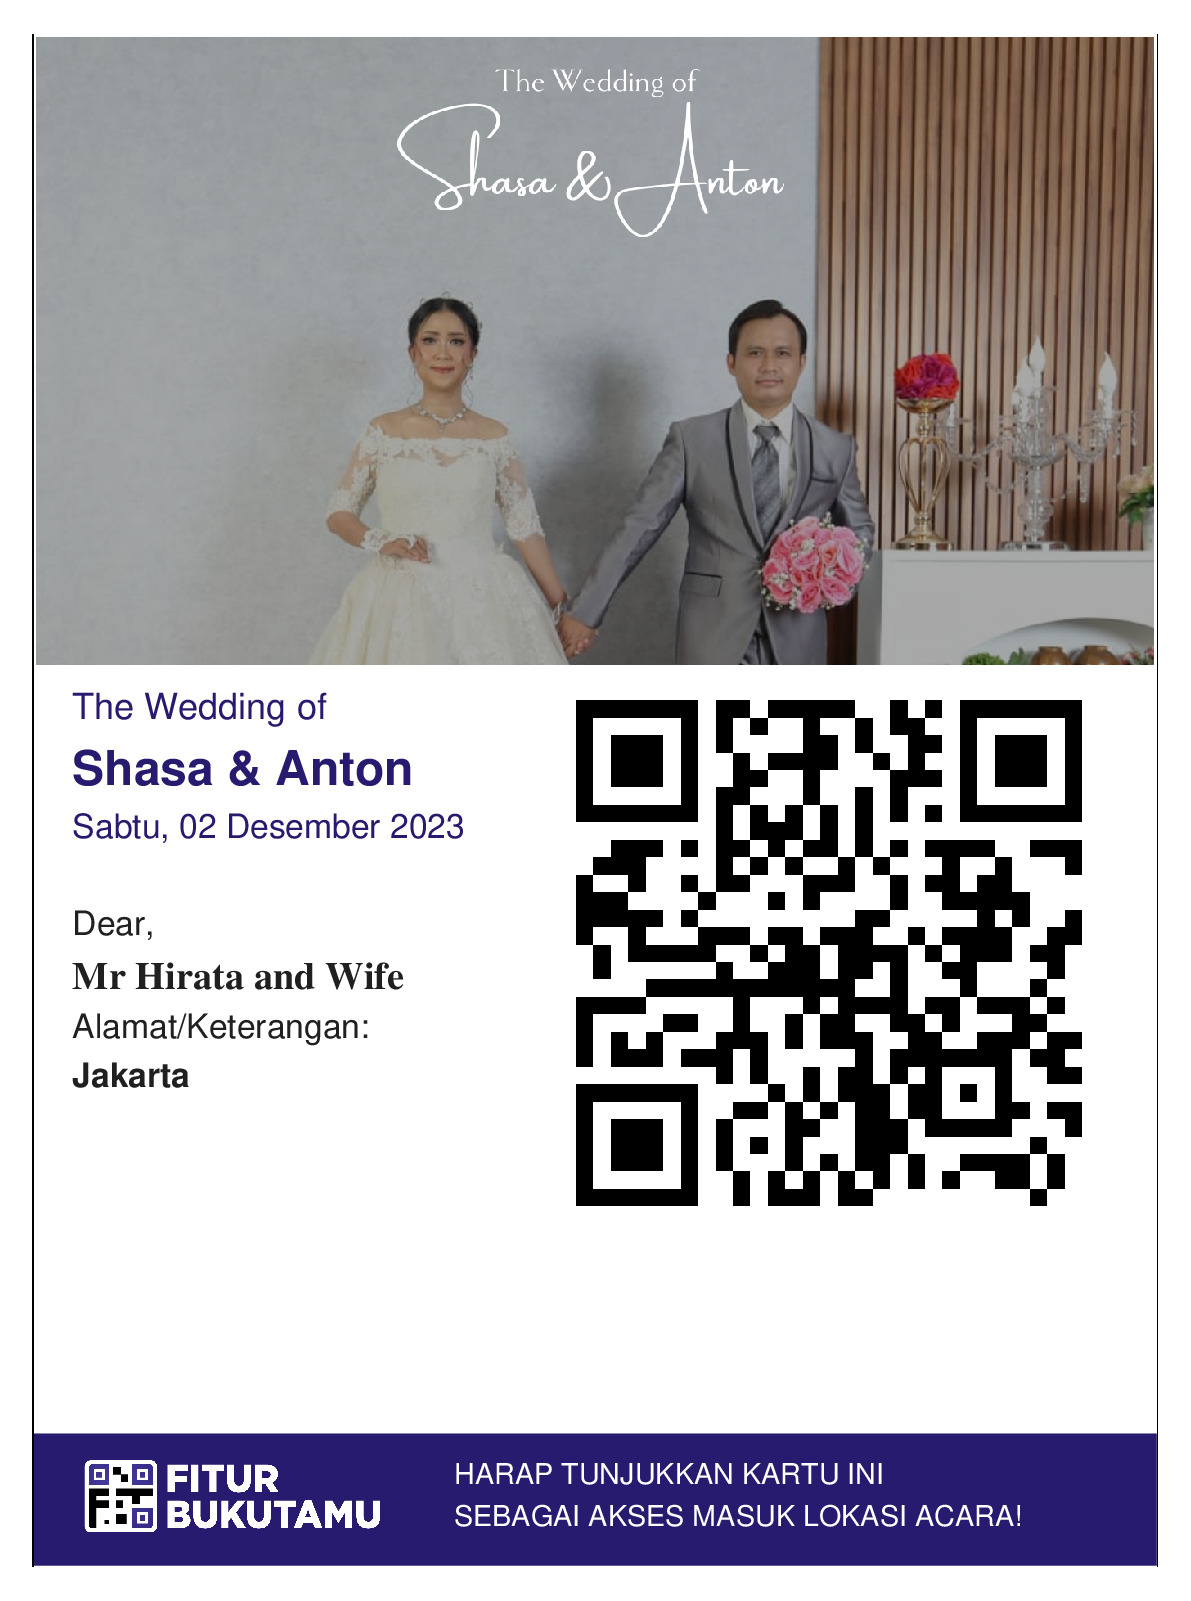 The Wedding of
Shasa & Anton
The Wedding of
Shasa & Anton
Sabtu, 02 Desember 2023
Dear,
Mr Hirata and Wife
Alamat/Keterangan:
Jakarta
FITUR
BUKUTAMU
HARAP TUNJUKKAN KARTU INI
SEBAGAI AKSES MASUK LOKASI ACARA!